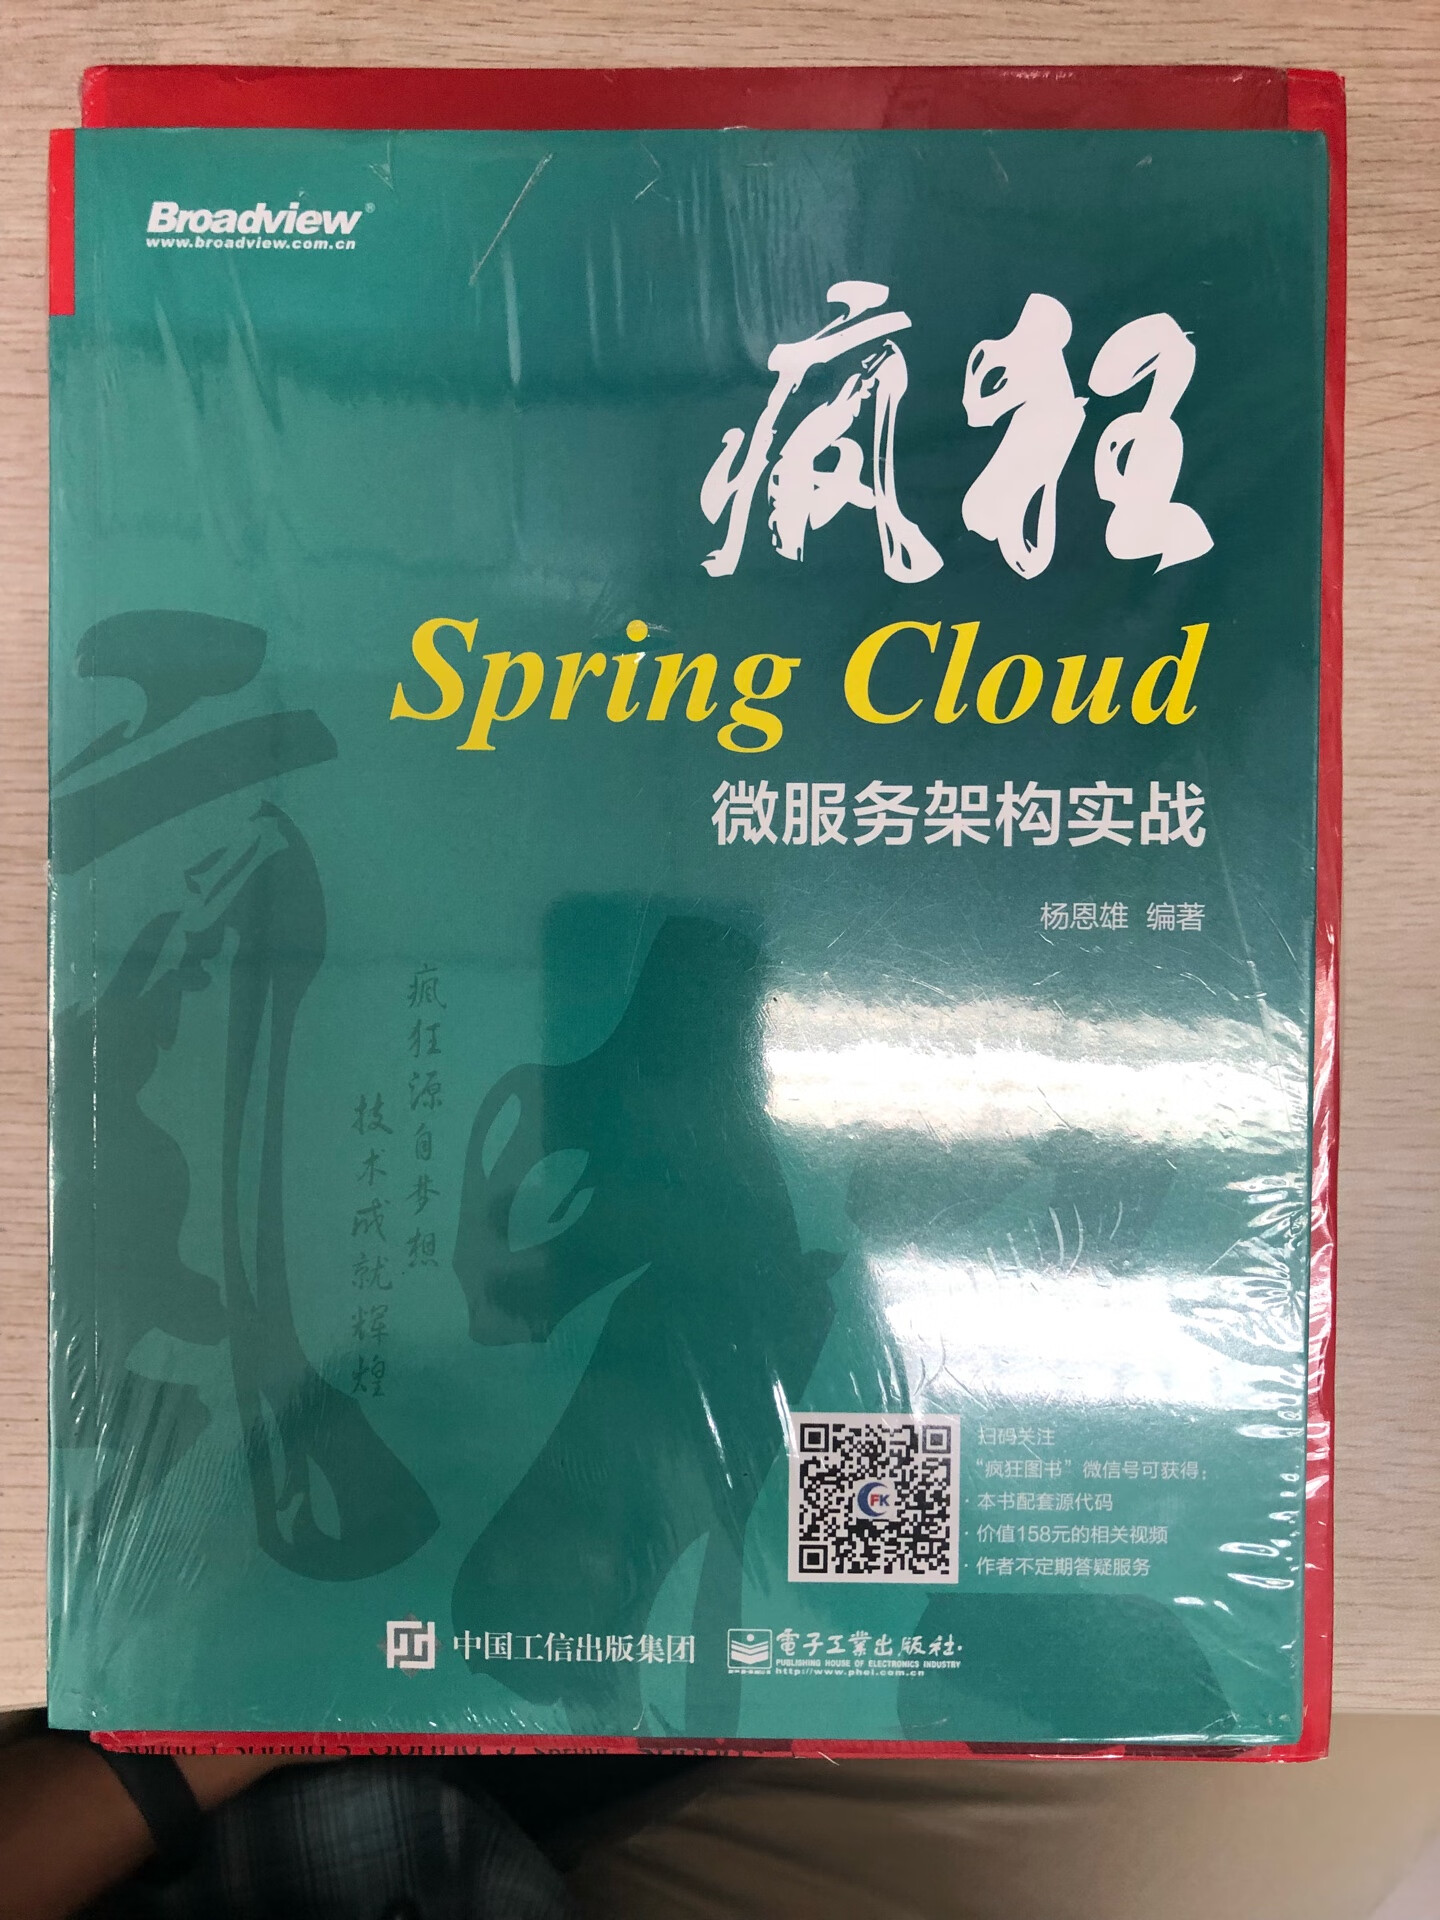 Broadview®
www.broadview.com.cn
疯狂
Spring Cloud
微服务架构实战
杨恩雄 编著
疯狂源自梦想
技术成就辉煌
扫码关注
“疯狂图书”微信号可获得：
· 本书配套源代码
· 价值158元的相关视频
· 作者不定期答疑服务
FK
中国工信出版集团
電子工業出版社·
PUBLISHING HOUSE OF ELECTRONICS INDUSTRY
http://www.phei.com.cn